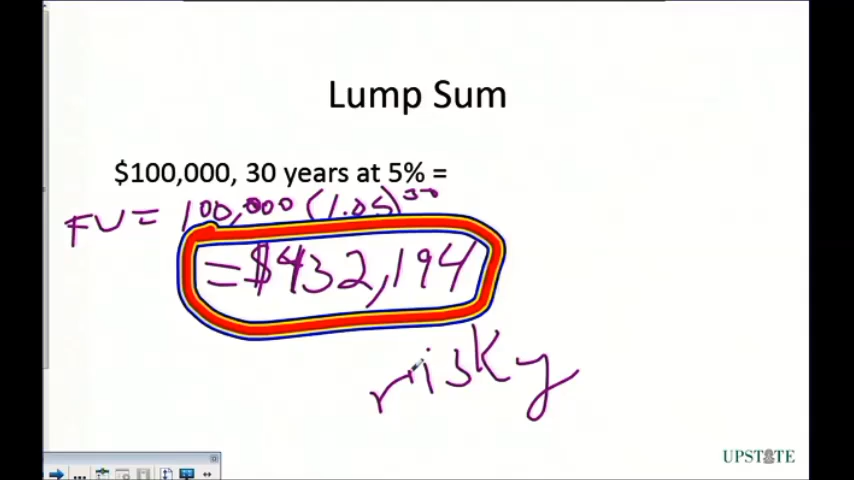 Lump Sum
$100,000, 30 years at 5% =
FV = 100,000 (1.05)^30
= $432,194
risky
UPSTATE